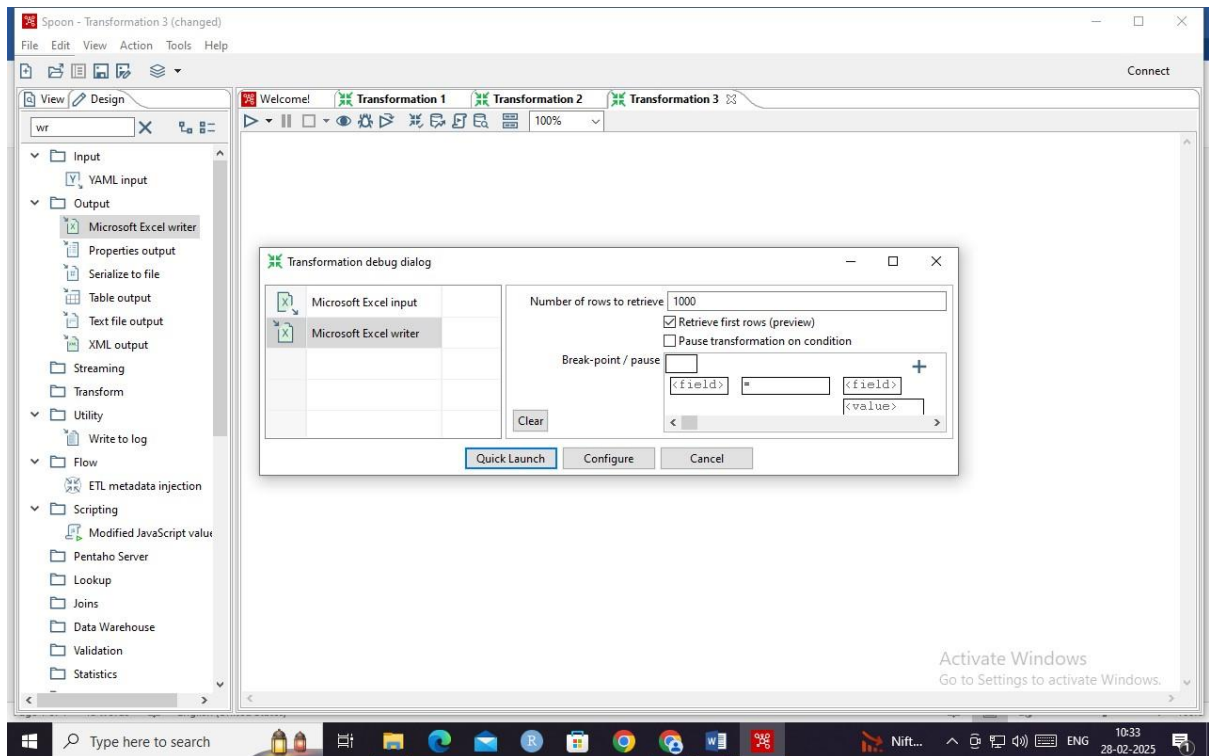 Spoon - Transformation 3 (changed)
File Edit View Action Tools Help
Connect
View Design
Welcome! Transformation 1 Transformation 2 Transformation 3
wr
100%
Input
YAML input
Output
Microsoft Excel writer
Properties output
Serialize to file
Table output
Text file output
XML output
Streaming
Transform
Utility
Write to log
Flow
ETL metadata injection
Scripting
Modified JavaScript value
Pentaho Server
Lookup
Joins
Data Warehouse
Validation
Statistics
Transformation debug dialog
Microsoft Excel input
Microsoft Excel writer
Number of rows to retrieve 1000
Retrieve first rows (preview)
Pause transformation on condition
Break-point / pause
<field> = <field>
<value>
Clear
Quick Launch Configure Cancel
Activate Windows
Go to Settings to activate Windows.
Type here to search
R
W
Nift...
ENG
10:33
28-02-2025